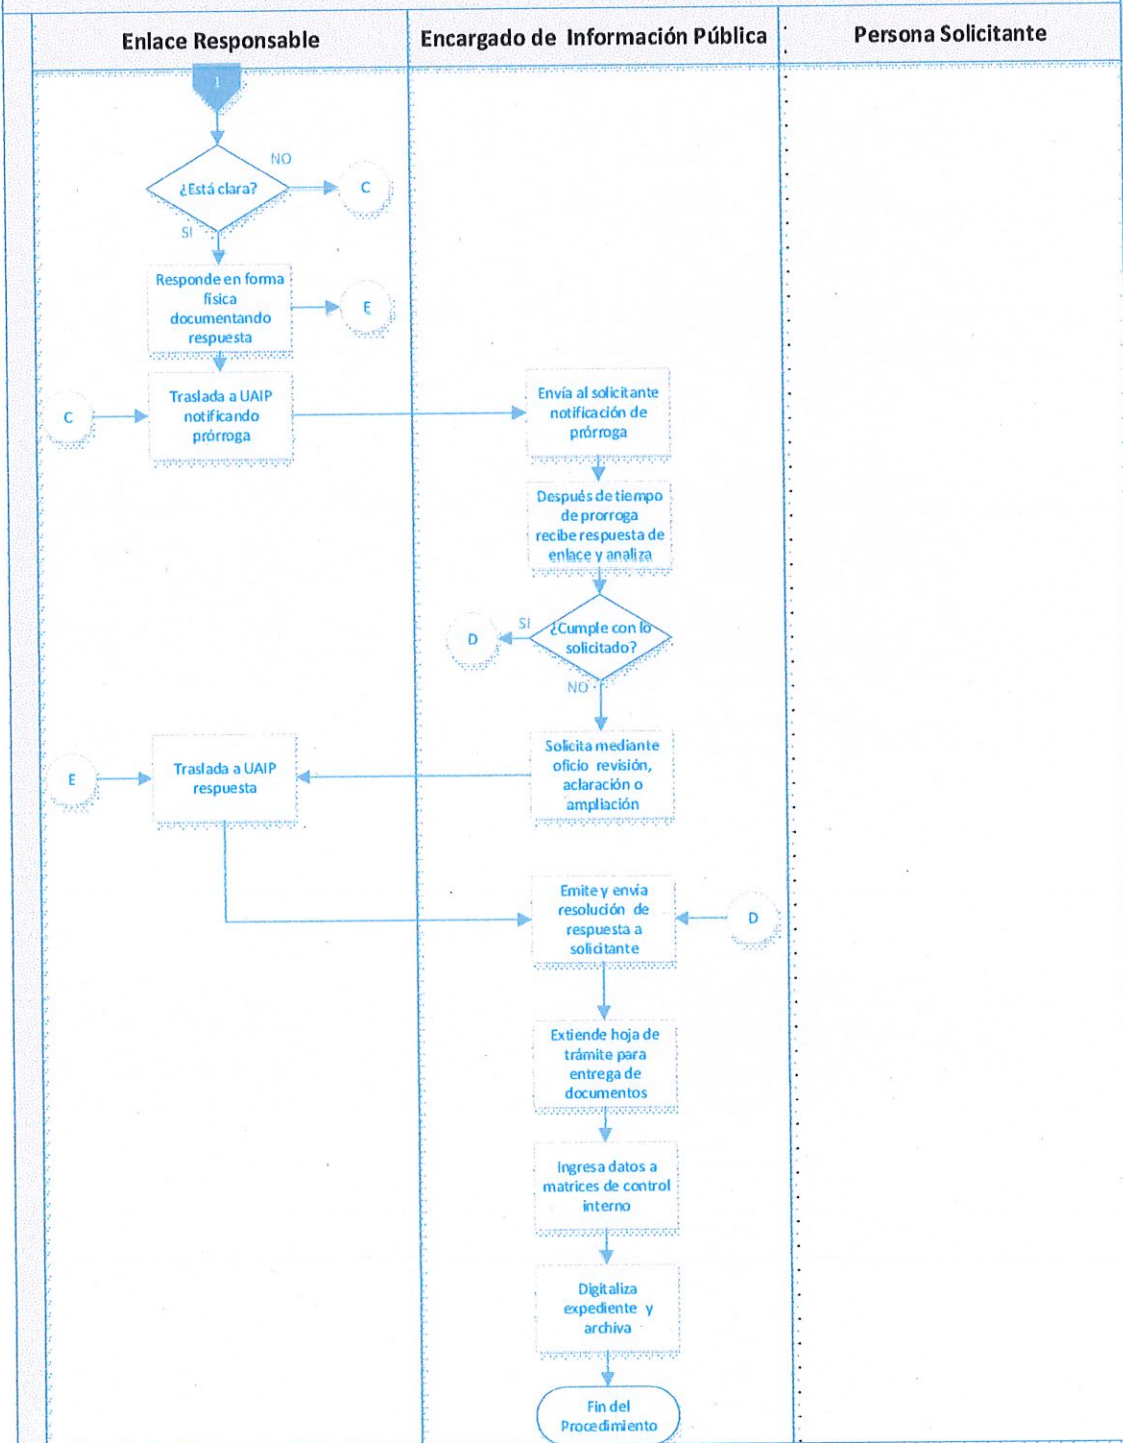 Enlace Responsable
Encargado de Información Pública
Persona Solicitante
1
¿Está clara?
NO
C
SI
Responde en forma
física
documentando
respuesta
E
C
Traslada a UAIP
notificando
prórroga
Envía al solicitante
notificación de
prórroga
Después de tiempo
de prorroga
recibe respuesta de
enlace y analiza
D
SI
¿Cumple con lo
solicitado?
NO
E
Traslada a UAIP
respuesta
Solicita mediante
oficio revisión,
aclaración o
ampliación
Emite y envía
resolución de
respuesta a
solicitante
D
Extiende hoja de
trámite para
entrega de
documentos
Ingresa datos a
matrices de control
interno
Digitaliza
expediente y
archiva
Fin del
Procedimiento